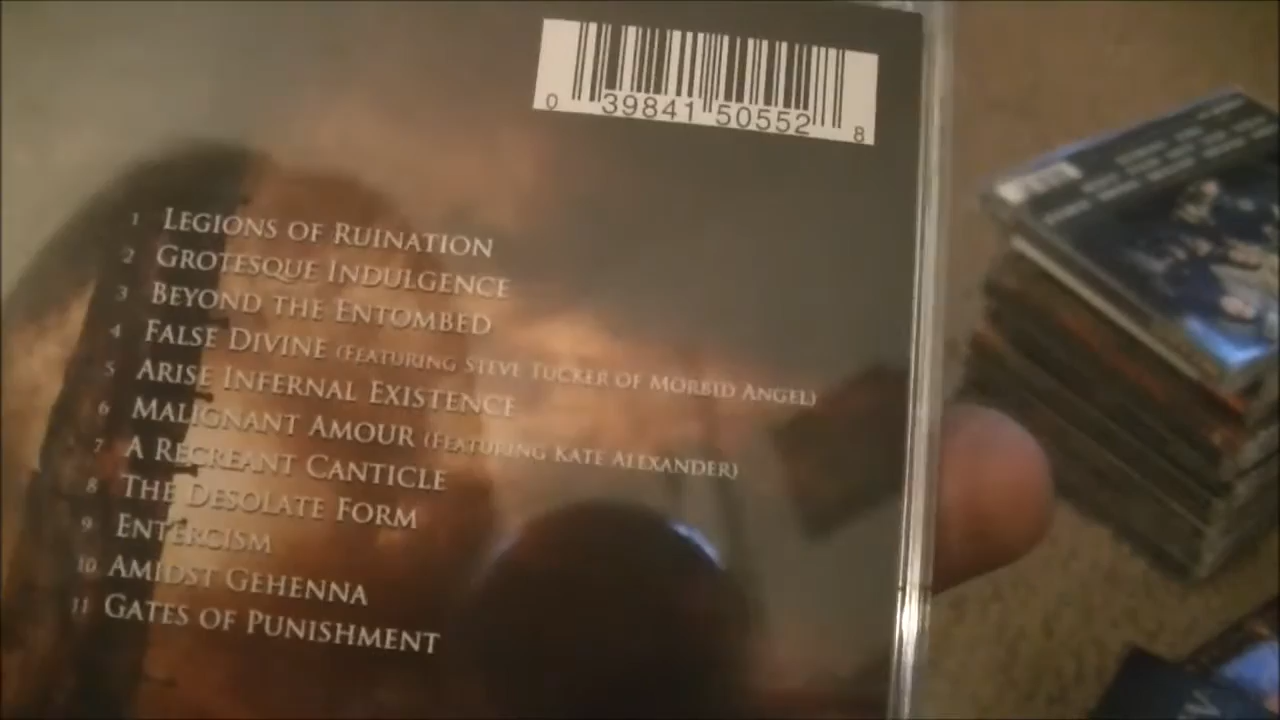 0 39841 50552 8
1 LEGIONS OF RUINATION
2 GROTESQUE INDULGENCE
3 BEYOND THE ENTOMBED
4 FALSE DIVINE (FEATURING STEVE TUCKER OF MORBID ANGEL)
5 ARISE INFERNAL EXISTENCE
6 MALIGNANT AMOUR (FEATURING KATE ALEXANDER)
7 A RECREANT CANTICLE
8 THE DESOLATE FORM
9 ENTERCISM
10 AMIDST GEHENNA
11 GATES OF PUNISHMENT